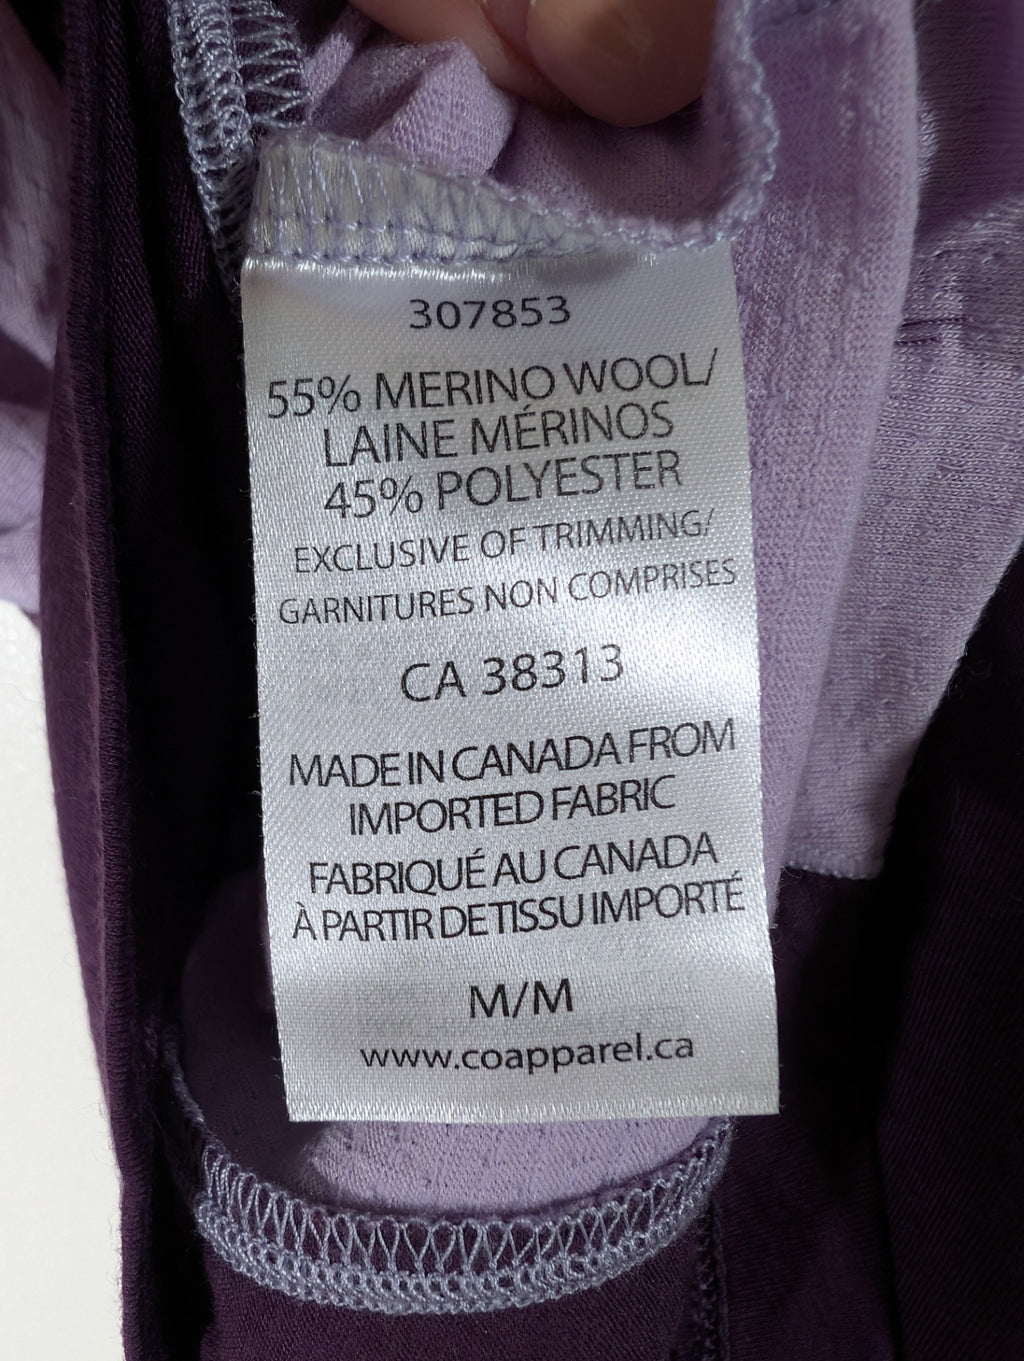 307853
55% MERINO WOOL/
LAINE MÉRINOS
45% POLYESTER
EXCLUSIVE OF TRIMMING/
GARNITURES NON COMPRISES
CA 38313
MADE IN CANADA FROM
IMPORTED FABRIC
FABRIQUÉ AU CANADA
À PARTIR DE TISSU IMPORTÉ
M/M
www.coapparel.ca